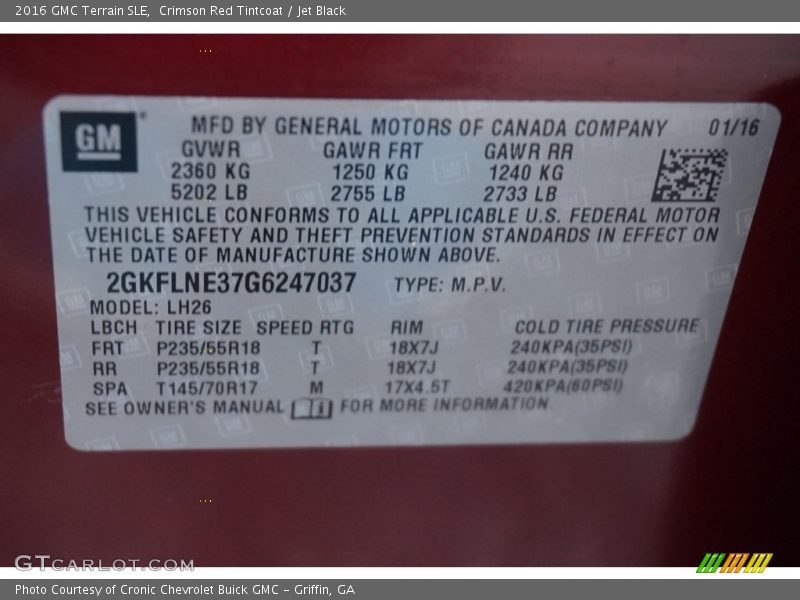 2016 GMC Terrain SLE, Crimson Red Tintcoat / Jet Black
GM
®
MFD BY GENERAL MOTORS OF CANADA COMPANY 01/16
GVWR GAWR FRT GAWR RR
2360 KG 1250 KG 1240 KG
5202 LB 2755 LB 2733 LB
THIS VEHICLE CONFORMS TO ALL APPLICABLE U.S. FEDERAL MOTOR
VEHICLE SAFETY AND THEFT PREVENTION STANDARDS IN EFFECT ON
THE DATE OF MANUFACTURE SHOWN ABOVE.
2GKFLNE37G6247037 TYPE: M.P.V.
MODEL: LH26
LBCH TIRE SIZE SPEED RTG RIM COLD TIRE PRESSURE
FRT P235/55R18 T 18X7J 240KPA(35PSI)
RR P235/55R18 T 18X7J 240KPA(35PSI)
SPA T145/70R17 M 17X4.5T 420KPA(60PSI)
SEE OWNER'S MANUAL FOR MORE INFORMATION.
GTCARLOT.COM
Photo Courtesy of Cronic Chevrolet Buick GMC - Griffin, GA